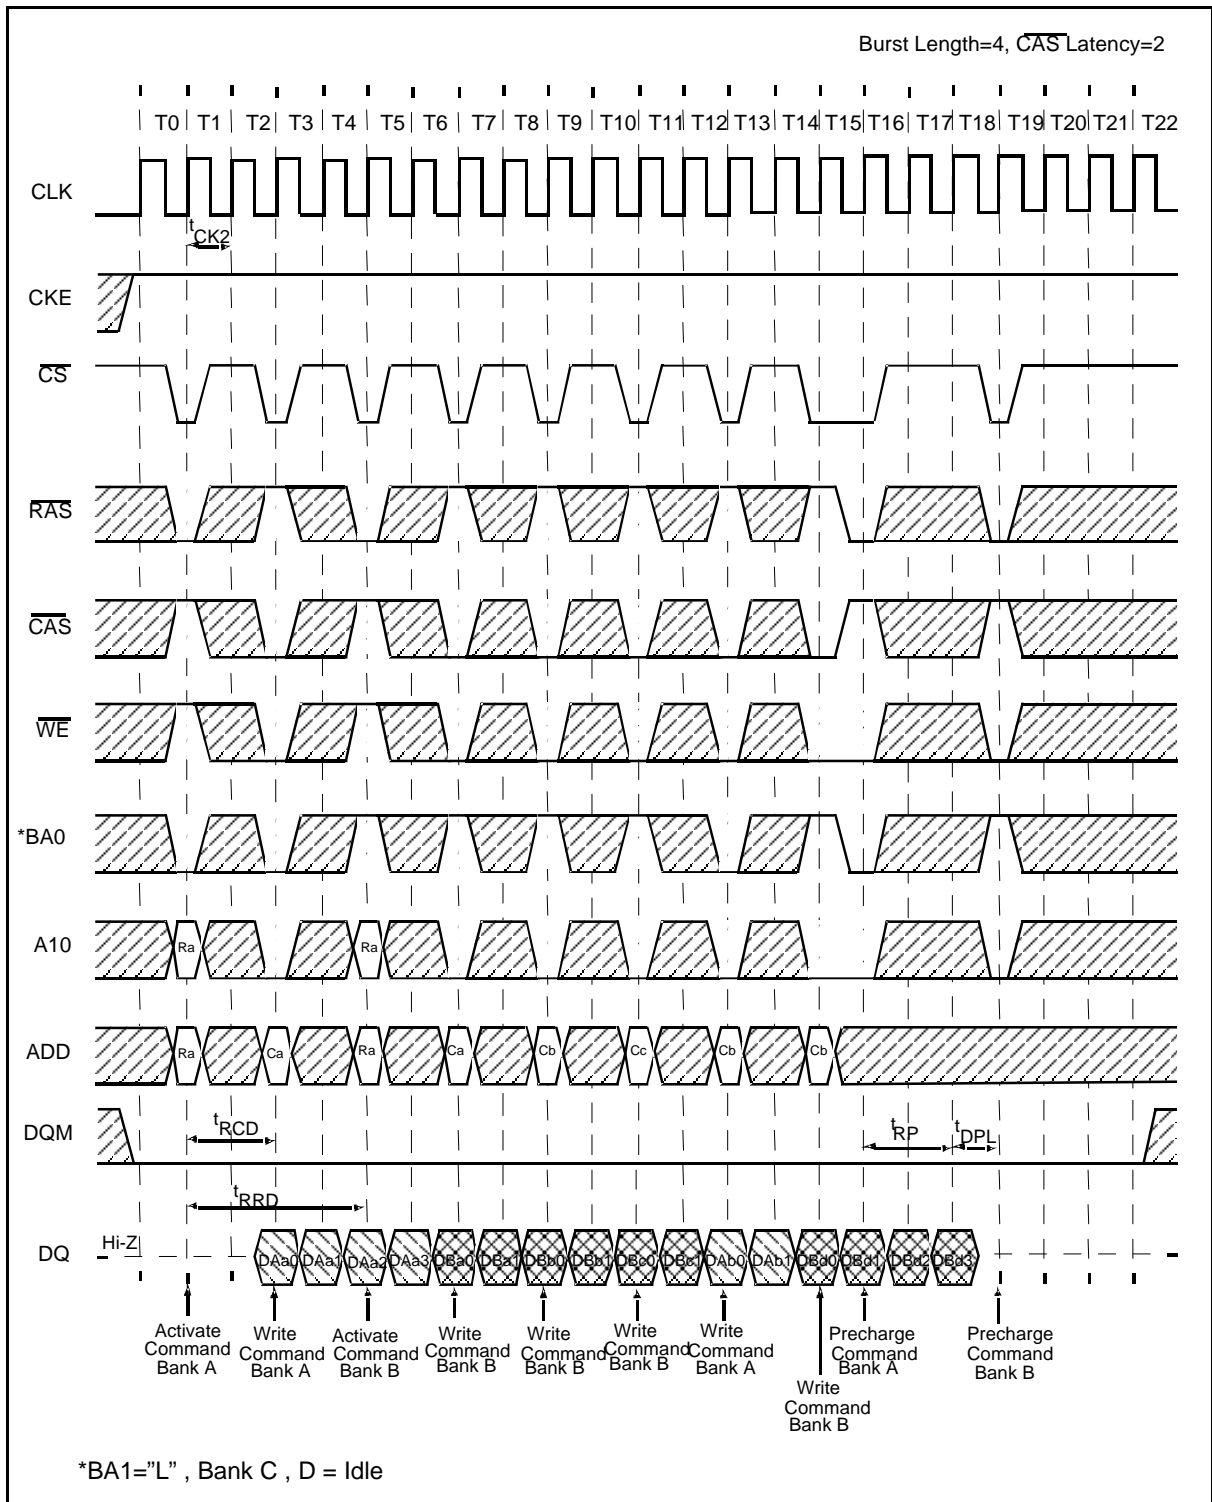 Burst Length=4, CAS Latency=2
T0 T1 T2 T3 T4 T5 T6 T7 T8 T9 T10 T11 T12 T13 T14 T15 T16 T17 T18 T19 T20 T21 T22
CLK
tCK2
CKE
CS
RAS
CAS
WE
*BA0
A10
Ra Ra
ADD
Ra Ca Ra Ca Cb Cc Cb Cb
DQM
tRCD tRP tDPL
tRRD
DQ
Hi-Z
DAa0 DAa1 DAa2 DAa3 DBa0 DBa1 DBb0 DBb1 DBc0 DBc1 DAb0 DAb1 DBd0 DBd1 DBd2 DBd3
Activate
Command
Bank A
Write
Command
Bank A
Activate
Command
Bank B
Write
Command
Bank B
Write
Command
Bank B
Write
Command
Bank B
Write
Command
Bank A
Write
Command
Bank B
Precharge
Command
Bank A
Precharge
Command
Bank B
*BA1="L" , Bank C , D = Idle